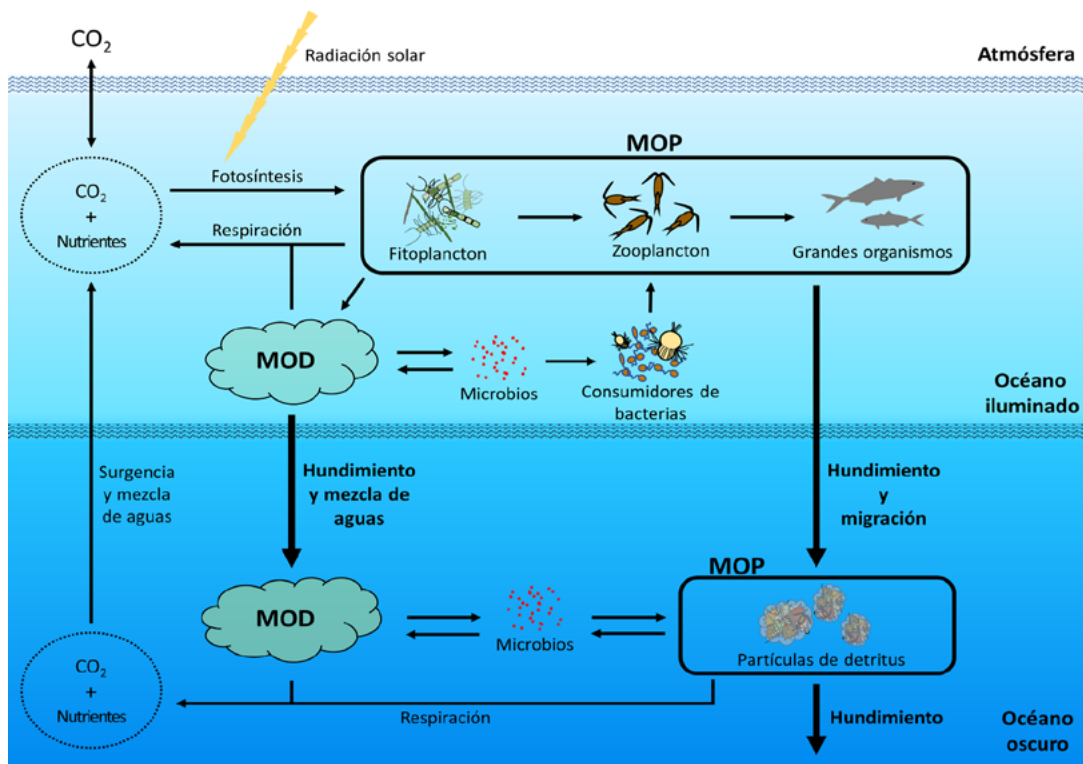 CO₂
Radiación solar
Atmósfera
MOP
CO₂
+
Nutrientes
Fotosíntesis
Respiración
Fitoplancton
Zooplancton
Grandes organismos
MOD
Microbios
Consumidores de
bacterias
Océano
iluminado
Surgencia
y mezcla
de aguas
Hundimiento
y mezcla de
aguas
Hundimiento
y
migración
MOP
MOD
Microbios
Partículas de detritus
CO₂
+
Nutrientes
Respiración
Hundimiento
Océano
oscuro